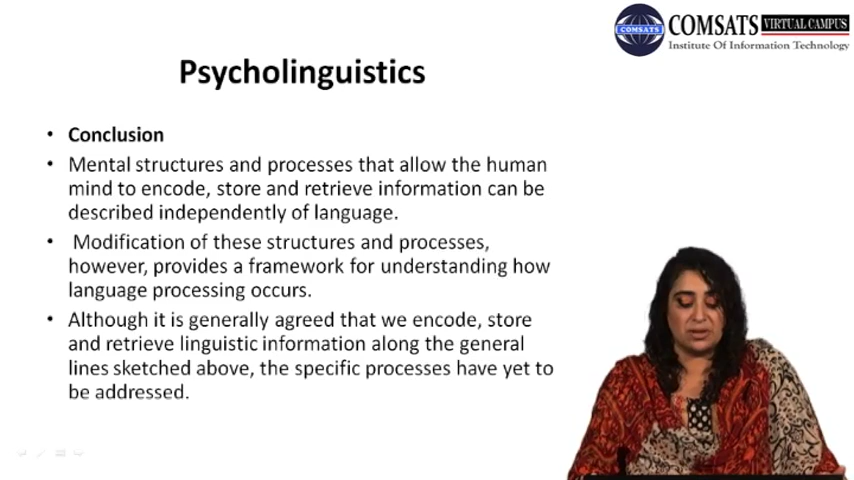 COMSATS VIRTUAL CAMPUS
COMSATS
Institute Of Information Technology
Psycholinguistics
• Conclusion
• Mental structures and processes that allow the human
mind to encode, store and retrieve information can be
described independently of language.
• Modification of these structures and processes,
however, provides a framework for understanding how
language processing occurs.
• Although it is generally agreed that we encode, store
and retrieve linguistic information along the general
lines sketched above, the specific processes have yet to
be addressed.